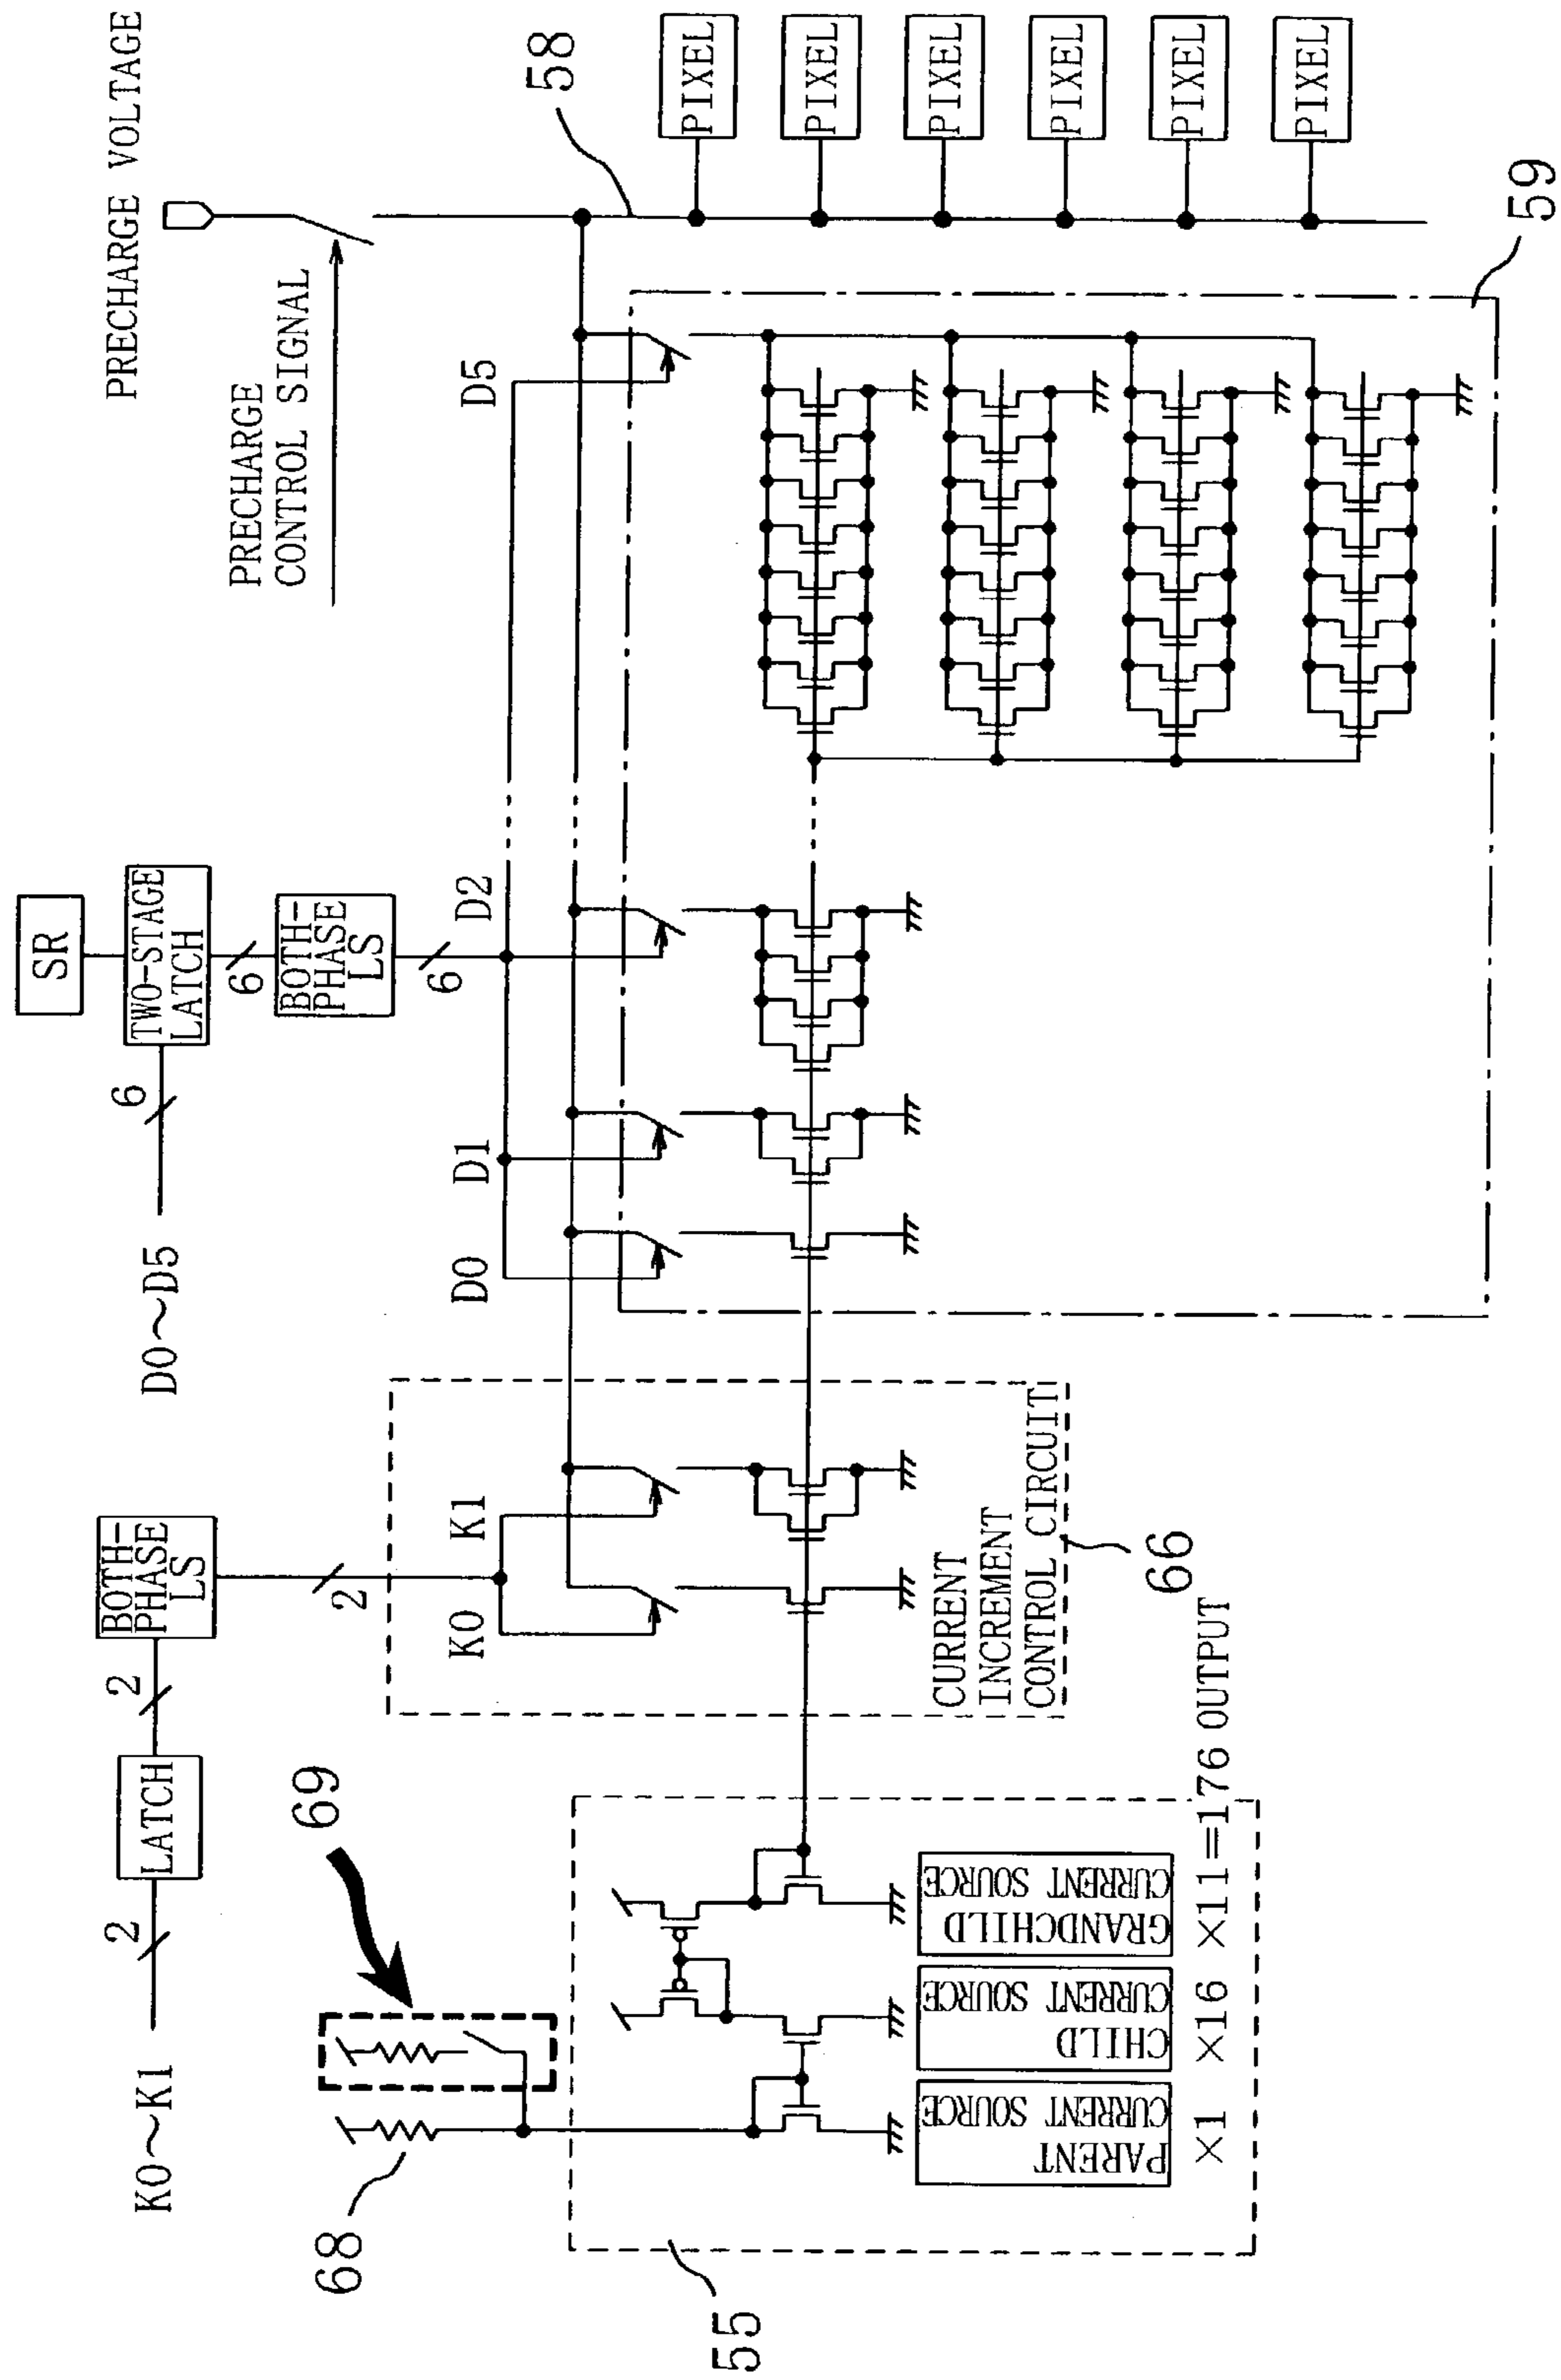 PRECHARGE VOLTAGE
PRECHARGE
CONTROL SIGNAL
58
PIXEL
PIXEL
PIXEL
PIXEL
PIXEL
PIXEL
59
SR
TWO-STAGE
LATCH
6
D0～D5
6
BOTH-
PHASE
LS
6
D0
D1
D2
D5
K0～K1
2
LATCH
2
BOTH-
PHASE
LS
2
K0
K1
CURRENT
INCREMENT
CONTROL CIRCUIT
66
69
68
55
PARENT
CURRENT SOURCE
CHILD
CURRENT SOURCE
GRANDCHILD
CURRENT SOURCE
×1 ×16 ×11=176 OUTPUT